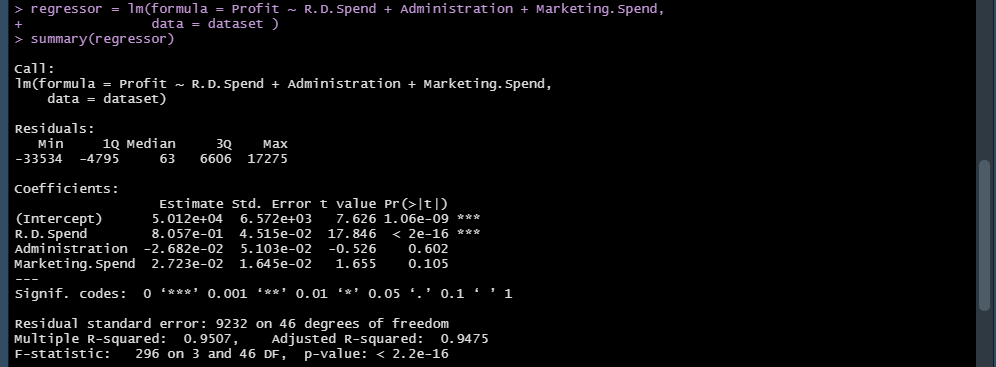 > regressor = lm(formula = Profit ~ R.D.Spend + Administration + Marketing.Spend,
+                data = dataset )
> summary(regressor)

Call:
lm(formula = Profit ~ R.D.Spend + Administration + Marketing.Spend, 
    data = dataset)

Residuals:
   Min     1Q Median     3Q    Max 
-33534  -4795     63   6606  17275 

Coefficients:
                  Estimate Std. Error t value Pr(>|t|)    
(Intercept)      5.012e+04  6.572e+03   7.626 1.06e-09 ***
R.D.Spend        8.057e-01  4.515e-02  17.846  < 2e-16 ***
Administration  -2.682e-02  5.103e-02  -0.526    0.602    
Marketing.Spend  2.723e-02  1.645e-02   1.655    0.105    
---
Signif. codes:  0 ‘***’ 0.001 ‘**’ 0.01 ‘*’ 0.05 ‘.’ 0.1 ‘ ’ 1

Residual standard error: 9232 on 46 degrees of freedom
Multiple R-squared:  0.9507,	Adjusted R-squared:  0.9475 
F-statistic:   296 on 3 and 46 DF,  p-value: < 2.2e-16